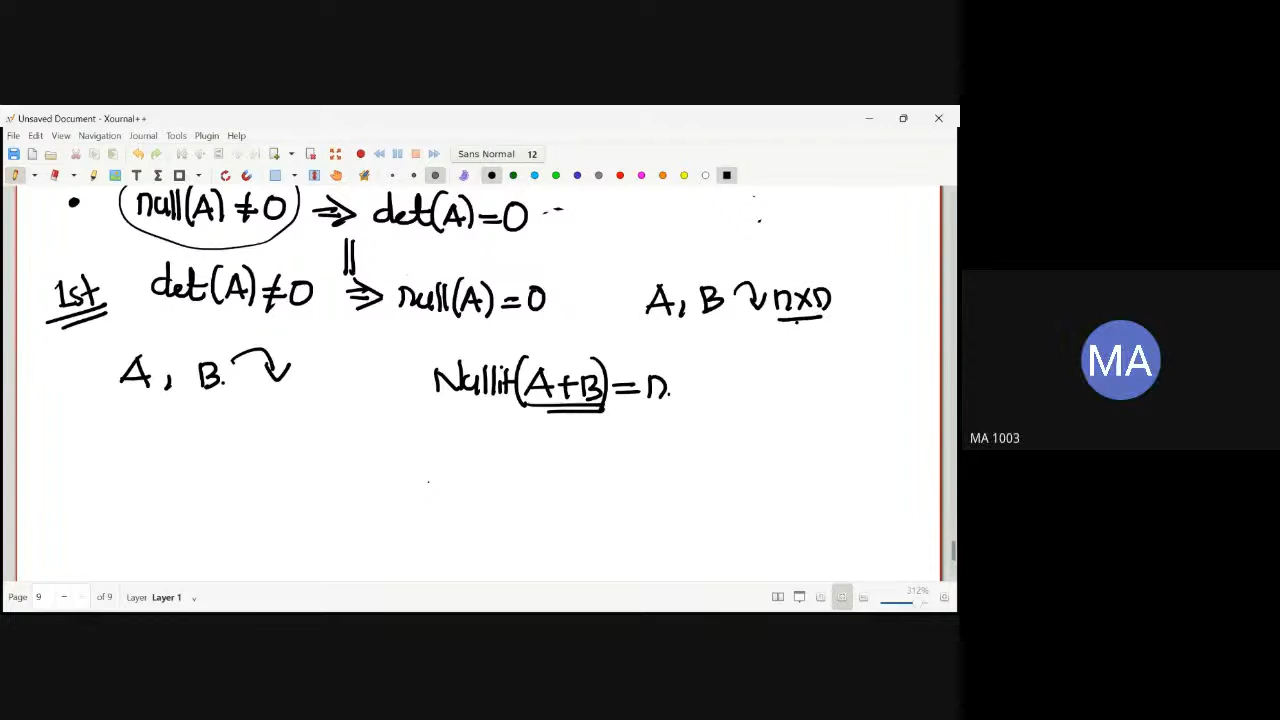 Unsaved Document - Xournal++
File Edit View Navigation Journal Tools Plugin Help
Sans Normal 12
• null(A) ≠ 0 ⇒ det(A) = 0
1st det(A) ≠ 0 ⇒ null(A) = 0 A, B n×n
A, B. Nullit(A+B) = n.
Page 9 of 9 Layer Layer 1 312%
MA
MA 1003